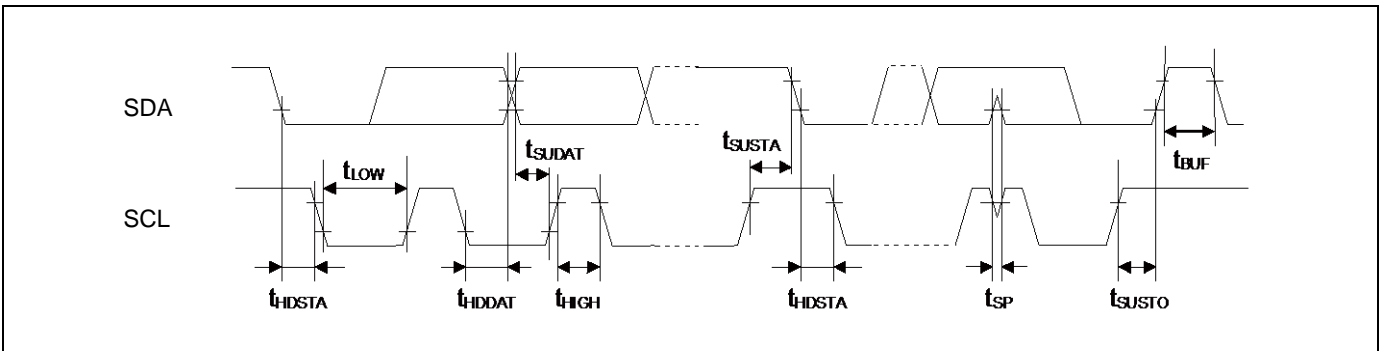 SDA
tSUDAT
tSUSTA
tBUF
tLOW
SCL
tHDSTA
tHDDAT
tHIGH
tHDSTA
tSP
tSUSTO